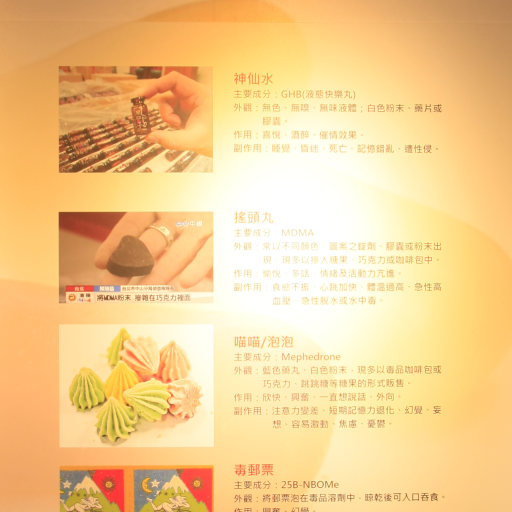 神仙水
主要成分：GHB(液態快樂丸)
外觀：無色、無嗅、無味液體；白色粉末、藥片或
膠囊。
作用：喜悅、酒醉、催情效果。
副作用：睡覺、昏迷、死亡、記憶錯亂、遭性侵。
搖頭丸
主要成分：MDMA
外觀：常以不同顏色、圖案之錠劑、膠囊或粉末出
現，現多以摻入糖果、巧克力或咖啡包中。
作用：愉悅、多話、情緒及活動力亢進。
副作用：食慾不振、心跳加快、體溫過高、急性高
血壓、急性脫水或水中毒。
將MDMA粉末 摻雜在巧克力裡面
喵喵/泡泡
主要成分：Mephedrone
外觀：藍色藥丸、白色粉末，現多以毒品咖啡包或
巧克力、跳跳糖等糖果的形式販售。
作用：欣快、興奮、一直想說話、外向。
副作用：注意力變差、短期記憶力退化、幻覺、妄
想、容易激動、焦慮、憂鬱。
毒郵票
主要成分：25B-NBOMe
外觀：將郵票泡在毒品溶劑中，晾乾後可入口吞食。
作用：興奮、幻覺。